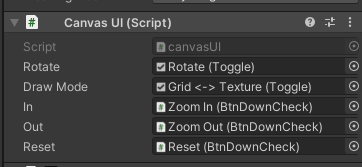 Canvas UI (Script)
Script canvasUI
Rotate Rotate (Toggle)
Draw Mode Grid <-> Texture (Toggle)
In Zoom In (BtnDownCheck)
Out Zoom Out (BtnDownCheck)
Reset Reset (BtnDownCheck)